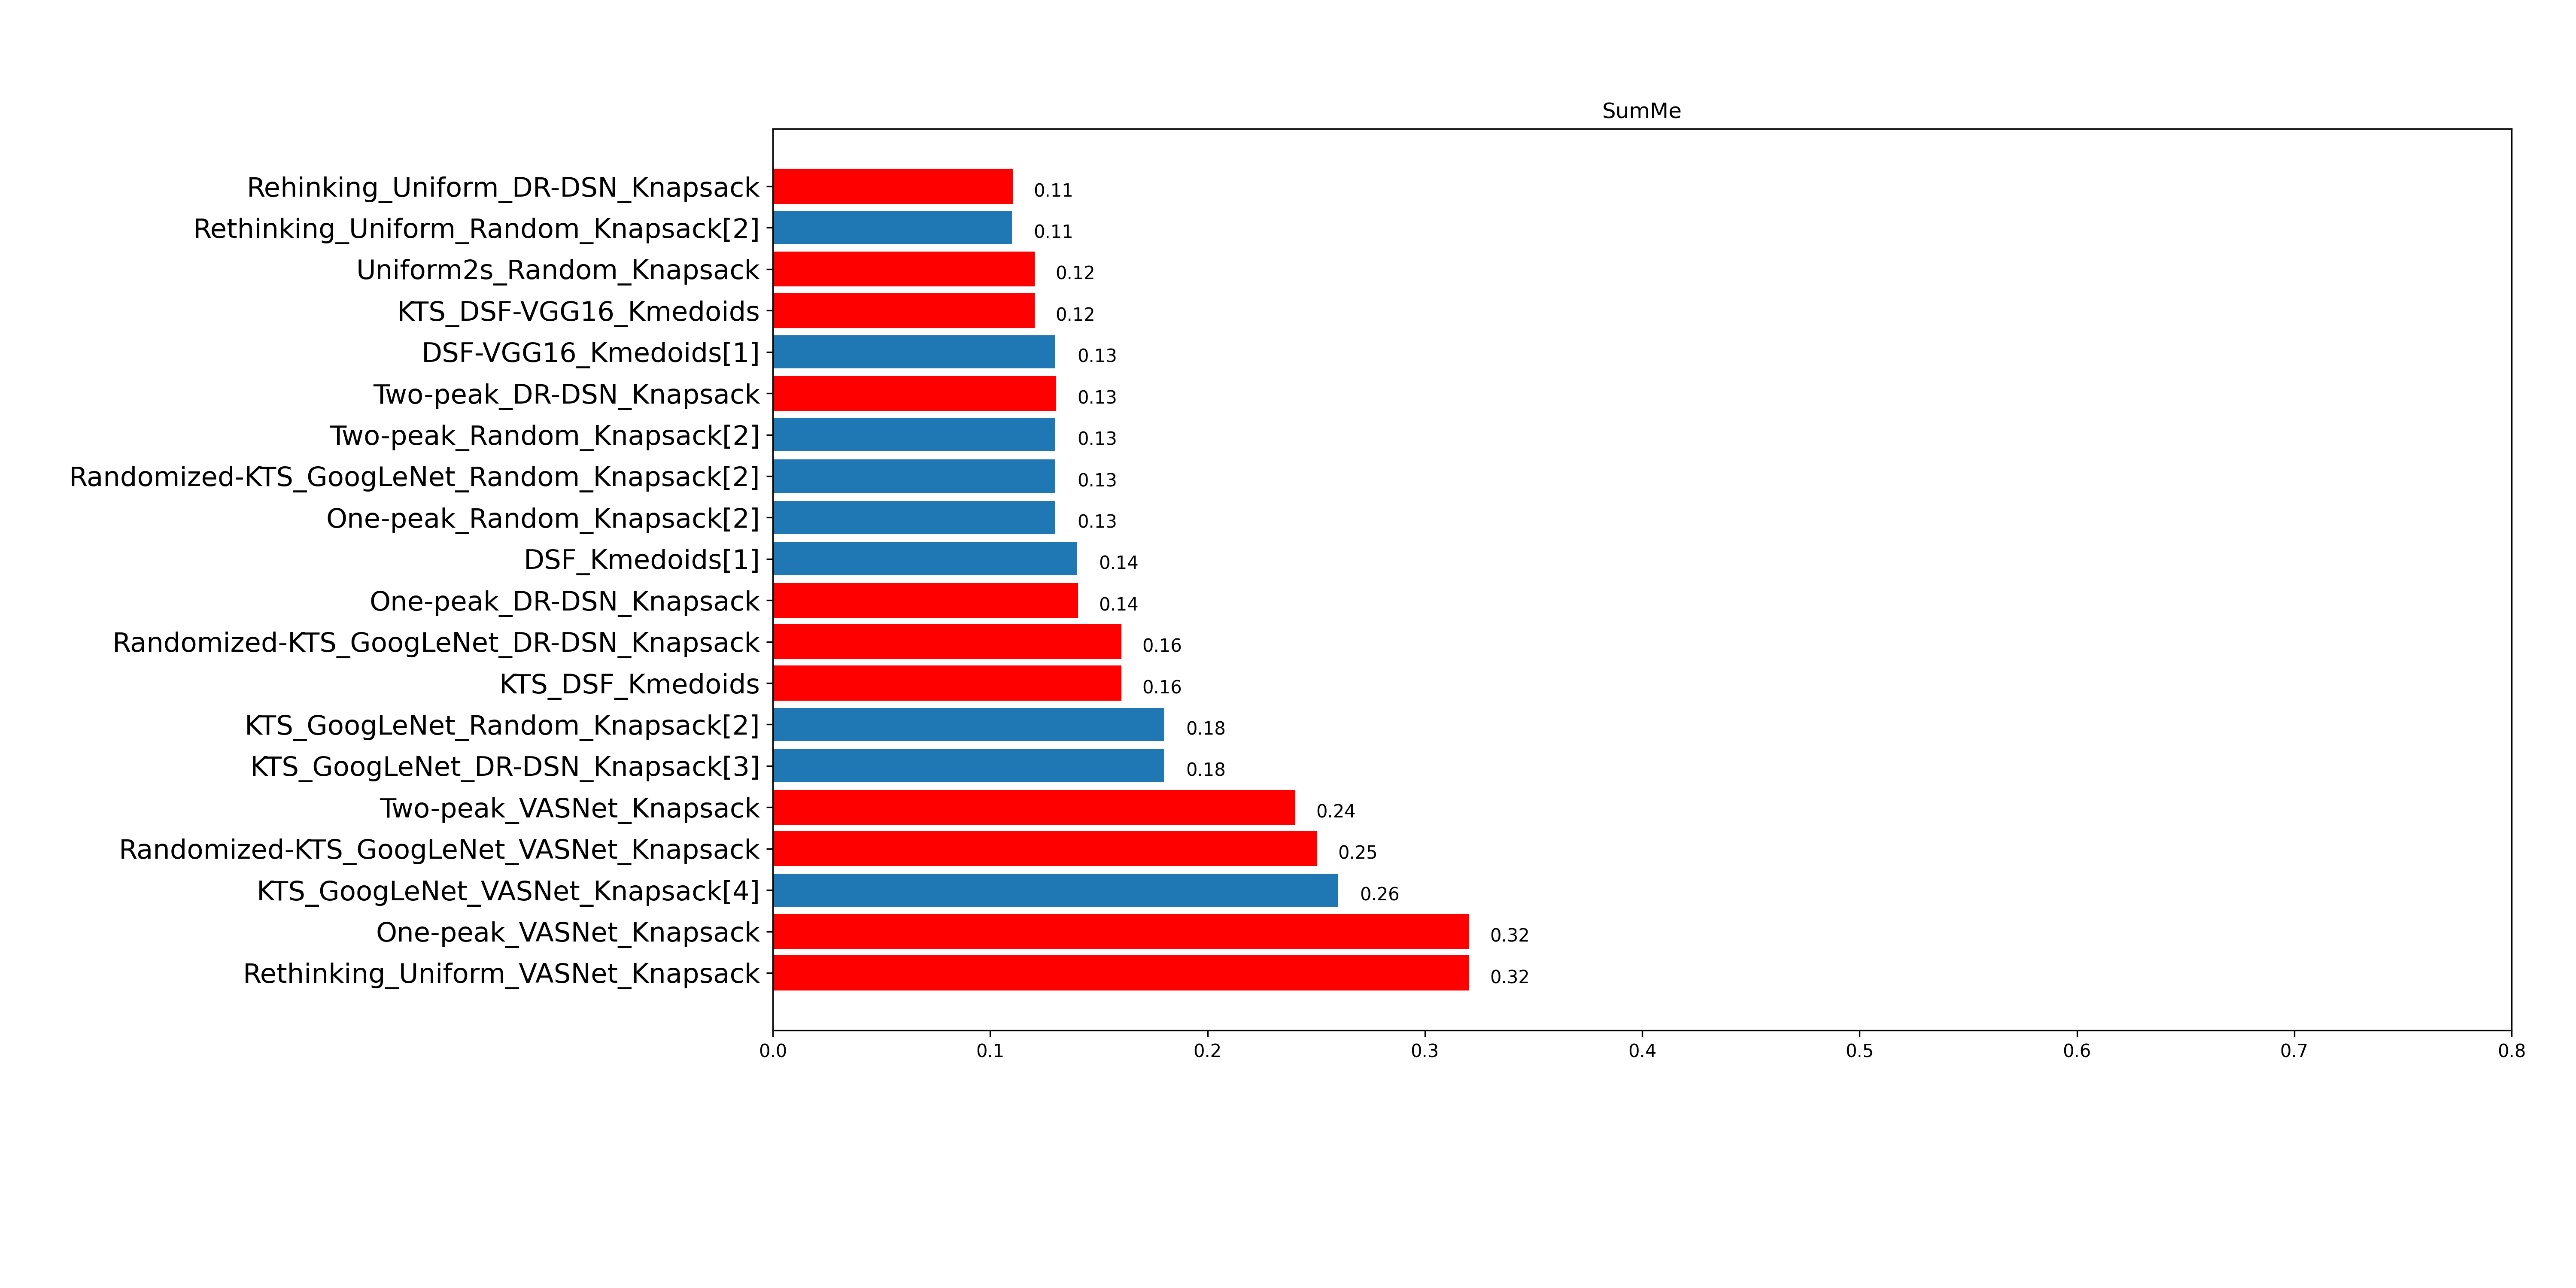 SumMe
Rehinking_Uniform_DR-DSN_Knapsack 0.11
Rethinking_Uniform_Random_Knapsack[2] 0.11
Uniform2s_Random_Knapsack 0.12
KTS_DSF-VGG16_Kmedoids 0.12
DSF-VGG16_Kmedoids[1] 0.13
Two-peak_DR-DSN_Knapsack 0.13
Two-peak_Random_Knapsack[2] 0.13
Randomized-KTS_GoogLeNet_Random_Knapsack[2] 0.13
One-peak_Random_Knapsack[2] 0.13
DSF_Kmedoids[1] 0.14
One-peak_DR-DSN_Knapsack 0.14
Randomized-KTS_GoogLeNet_DR-DSN_Knapsack 0.16
KTS_DSF_Kmedoids 0.16
KTS_GoogLeNet_Random_Knapsack[2] 0.18
KTS_GoogLeNet_DR-DSN_Knapsack[3] 0.18
Two-peak_VASNet_Knapsack 0.24
Randomized-KTS_GoogLeNet_VASNet_Knapsack 0.25
KTS_GoogLeNet_VASNet_Knapsack[4] 0.26
One-peak_VASNet_Knapsack 0.32
Rethinking_Uniform_VASNet_Knapsack 0.32
0.0 0.1 0.2 0.3 0.4 0.5 0.6 0.7 0.8